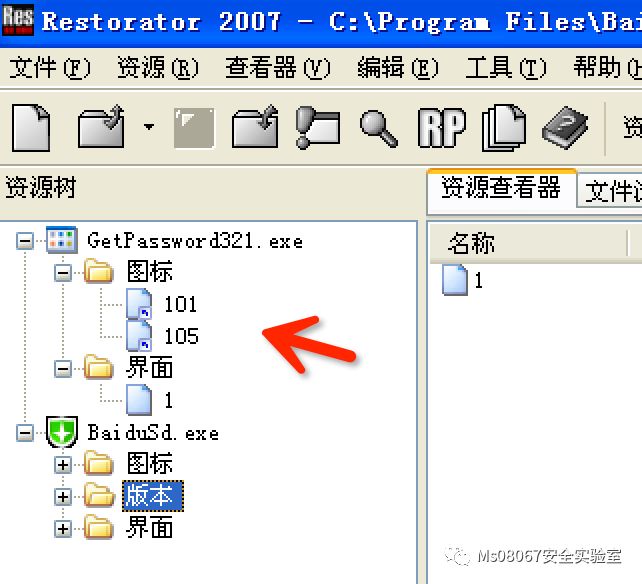 Res Restorator 2007 - C:\Program Files\Bai
文件(F) 资源(R) 查看器(V) 编辑(E) 工具(T) 帮助(H
RP 资
资源树
资源查看器 文件
名称
1
GetPassword321.exe
图标
101
105
界面
1
BaiduSd.exe
图标
版本
界面
Ms08067安全实验室